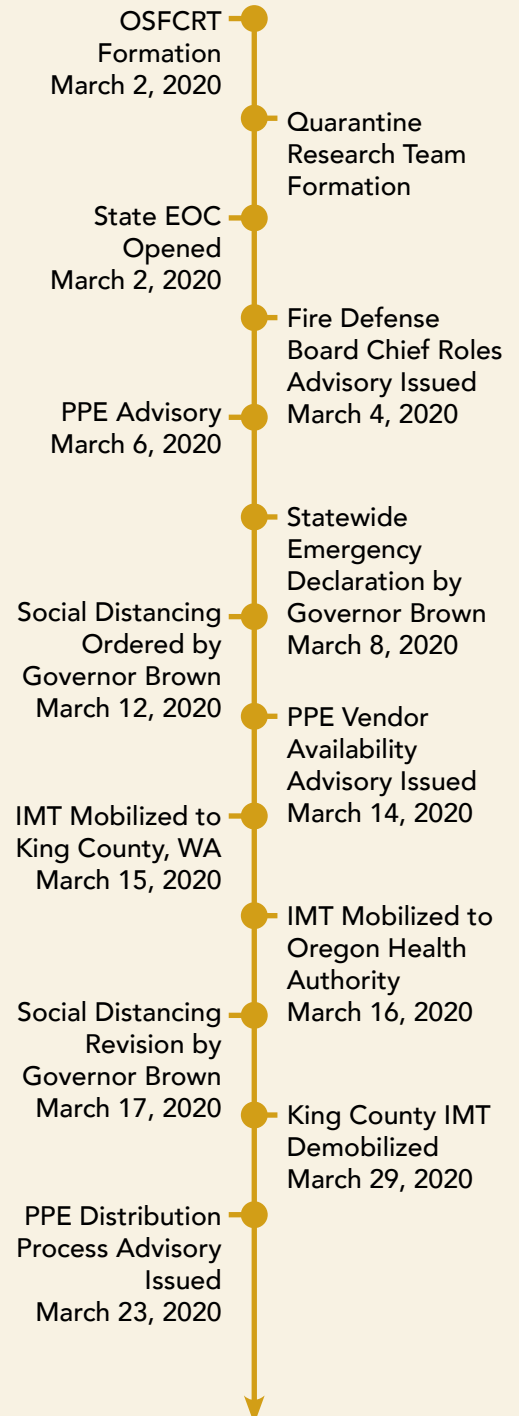 OSFCRT
Formation
March 2, 2020
Quarantine
Research Team
Formation
State EOC
Opened
March 2, 2020
Fire Defense
Board Chief Roles
Advisory Issued
March 4, 2020
PPE Advisory
March 6, 2020
Statewide
Emergency
Declaration by
Governor Brown
March 8, 2020
Social Distancing
Ordered by
Governor Brown
March 12, 2020
PPE Vendor
Availability
Advisory Issued
March 14, 2020
IMT Mobilized to
King County, WA
March 15, 2020
IMT Mobilized to
Oregon Health
Authority
March 16, 2020
Social Distancing
Revision by
Governor Brown
March 17, 2020
King County IMT
Demobilized
March 29, 2020
PPE Distribution
Process Advisory
Issued
March 23, 2020